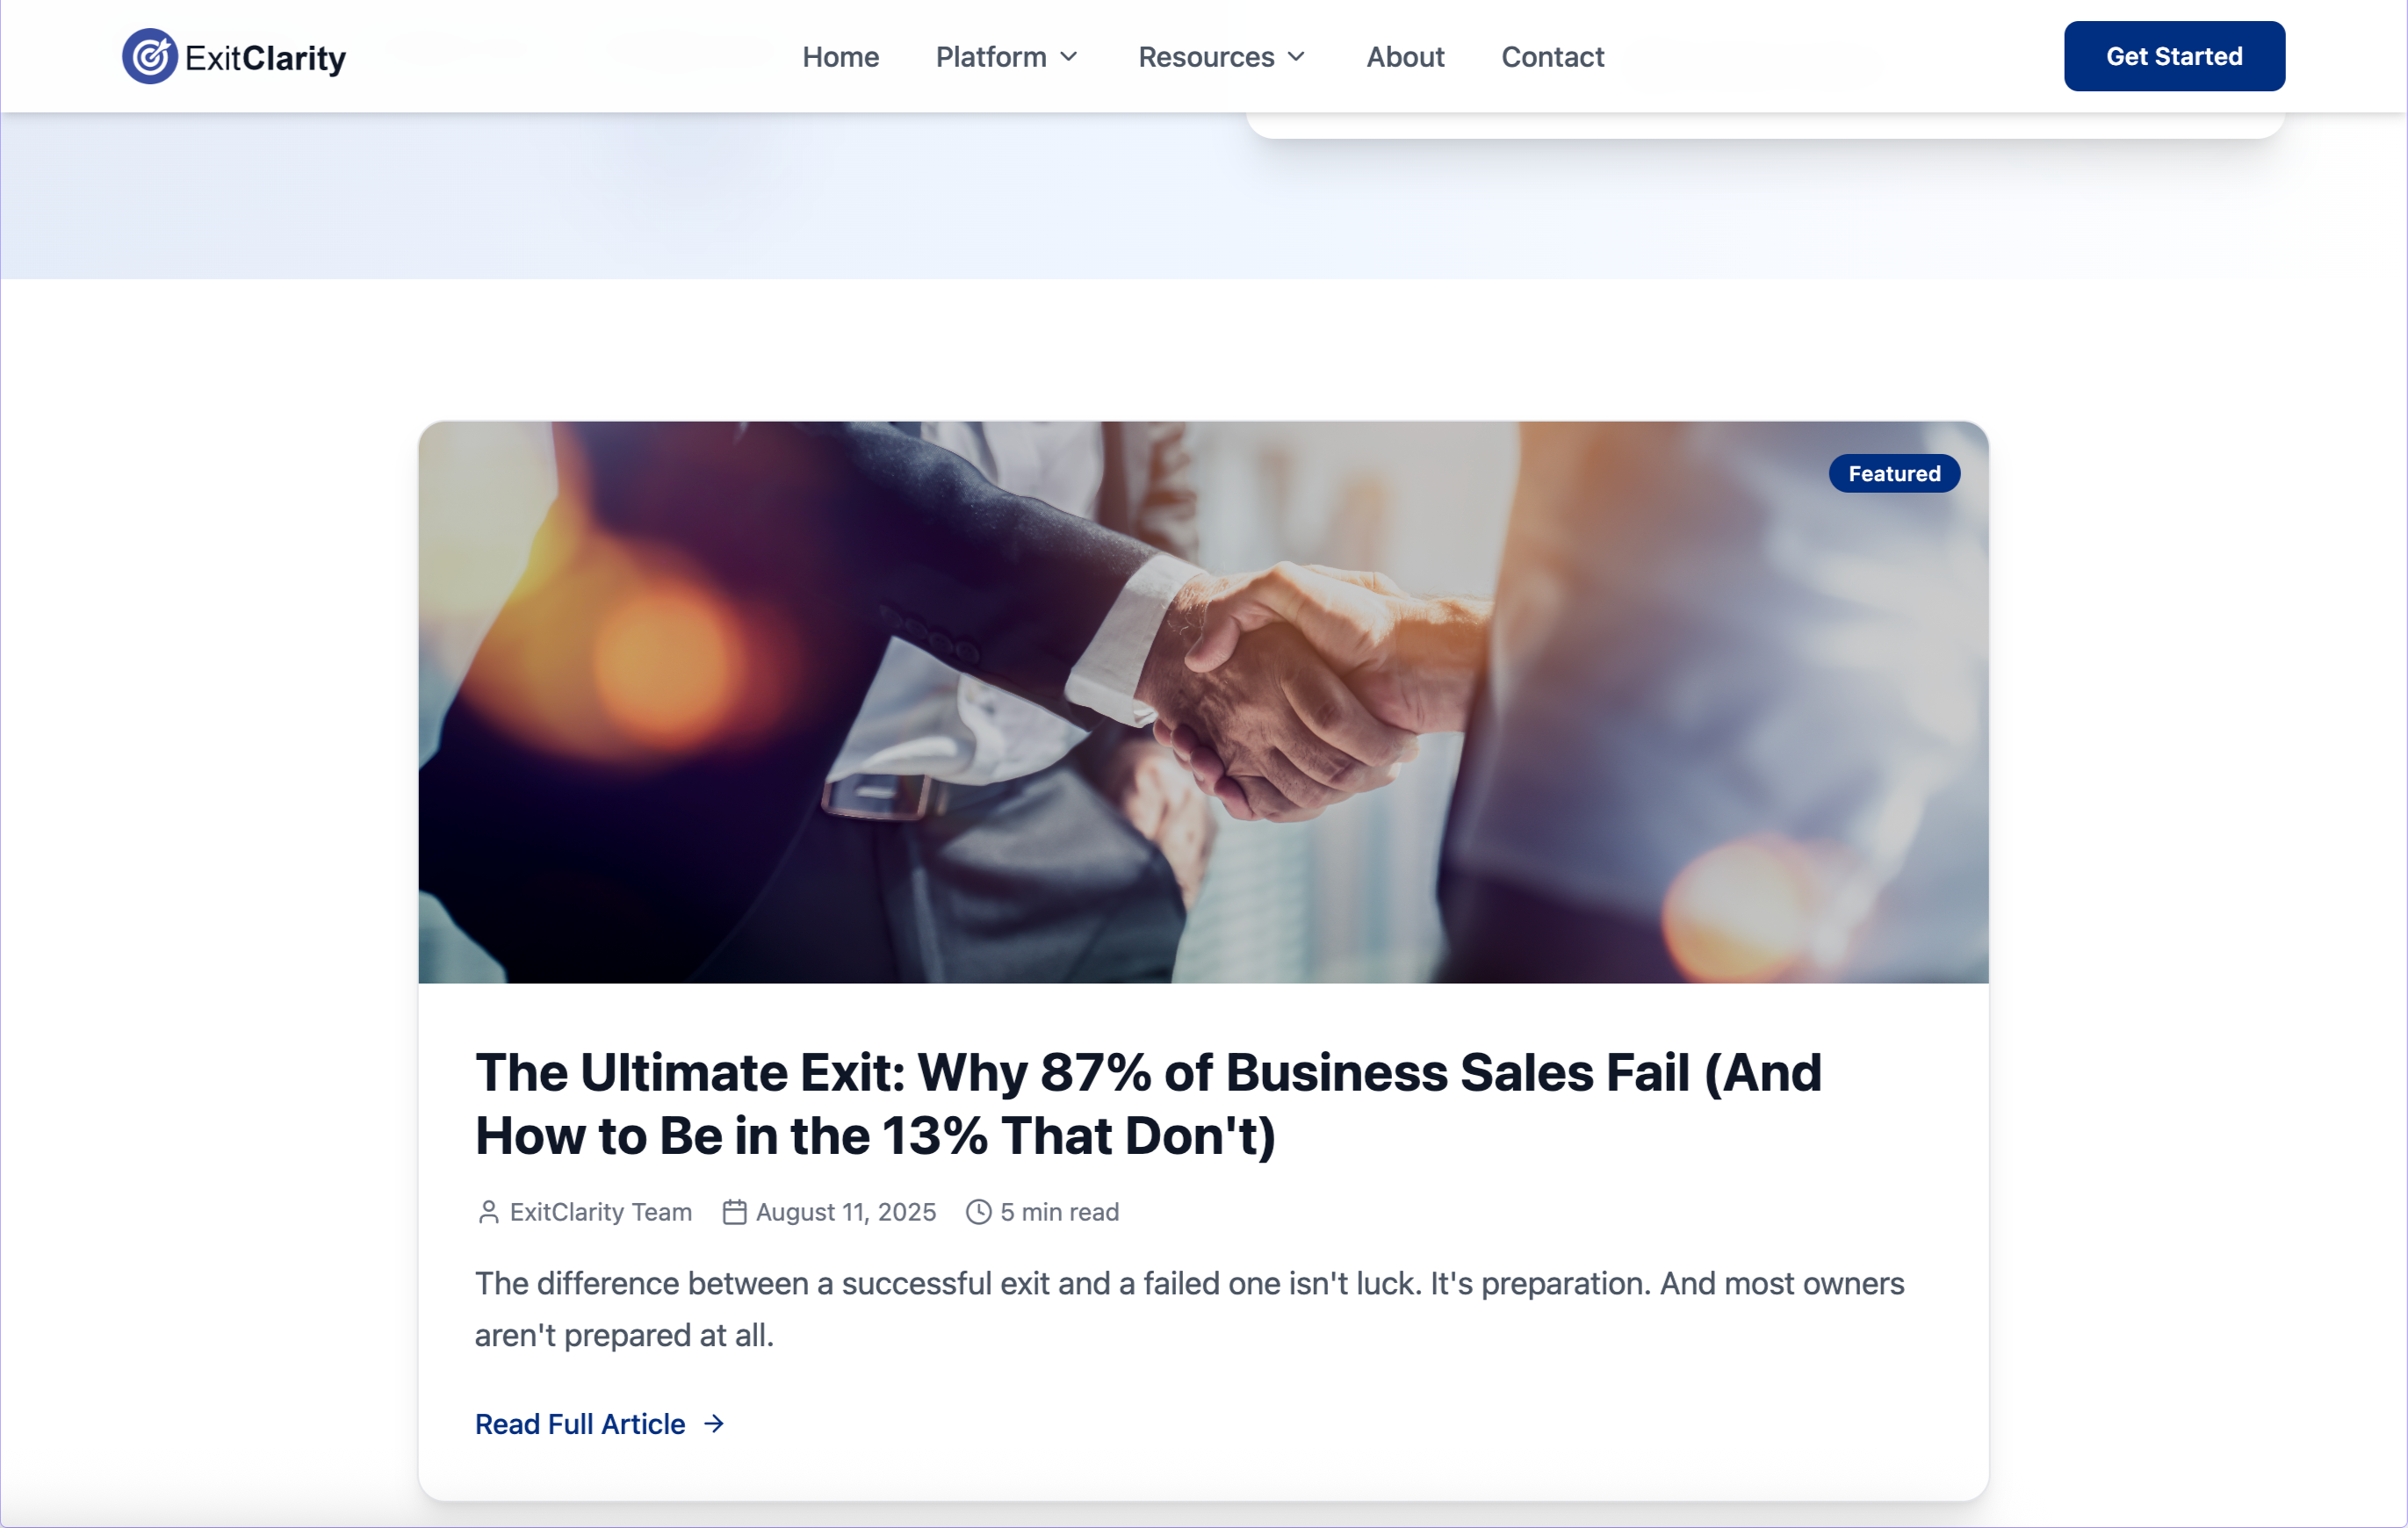 ExitClarity
Home
Platform
Resources
About
Contact
Get Started
Featured
The Ultimate Exit: Why 87% of Business Sales Fail (And
How to Be in the 13% That Don't)
ExitClarity Team
August 11, 2025
5 min read
The difference between a successful exit and a failed one isn't luck. It's preparation. And most owners
aren't prepared at all.
Read Full Article